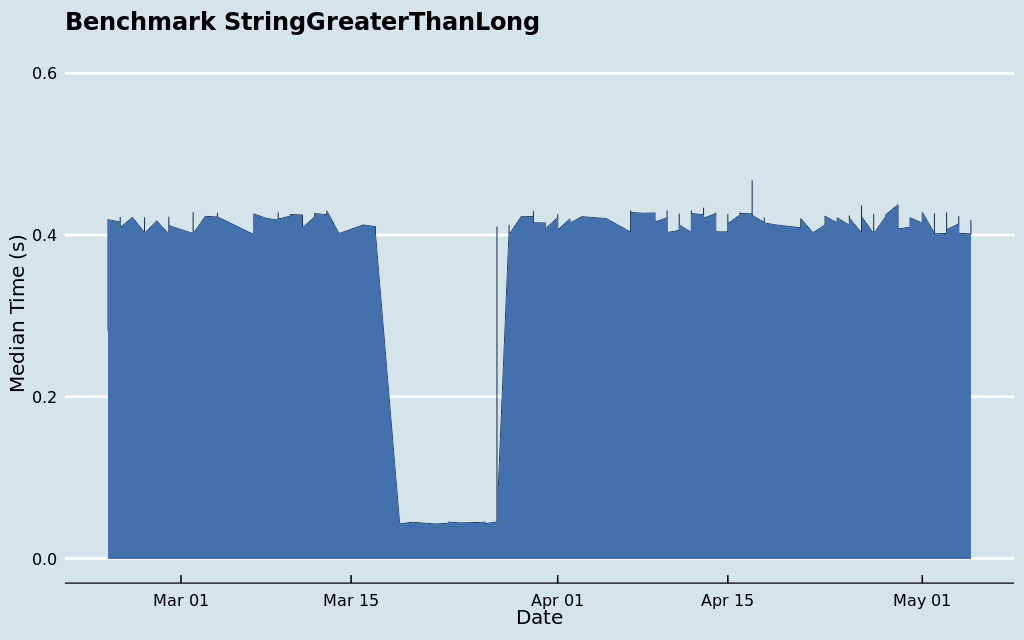 Benchmark StringGreaterThanLong
Median Time (s)
0.6
0.4
0.2
0.0
Mar 01
Mar 15
Apr 01
Apr 15
May 01
Date